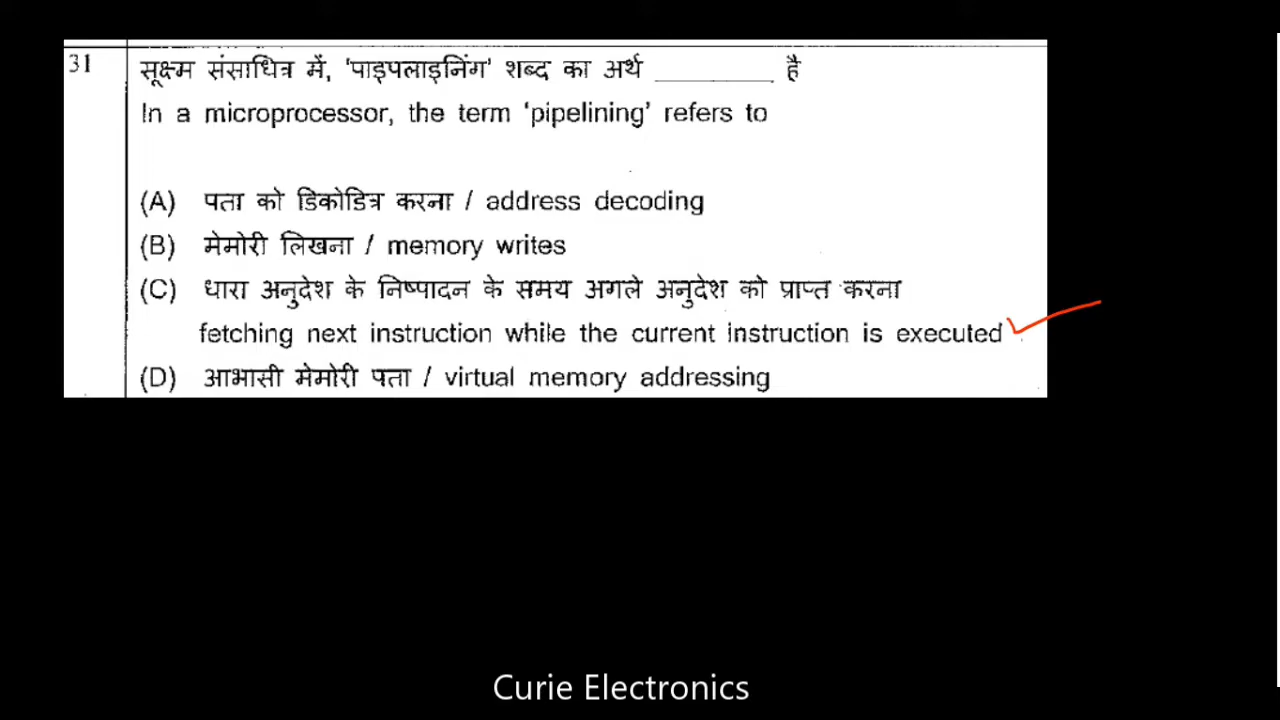 31 सूक्ष्म संसाधित्र में, 'पाइपलाइनिंग' शब्द का अर्थ _________ है
In a microprocessor, the term 'pipelining' refers to
(A) पता को डिकोडित्र करना / address decoding
(B) मेमोरी लिखना / memory writes
(C) धारा अनुदेश के निष्पादन के समय अगले अनुदेश को प्राप्त करना
fetching next instruction while the current instruction is executed
(D) आभासी मेमोरी पता / virtual memory addressing
Curie Electronics